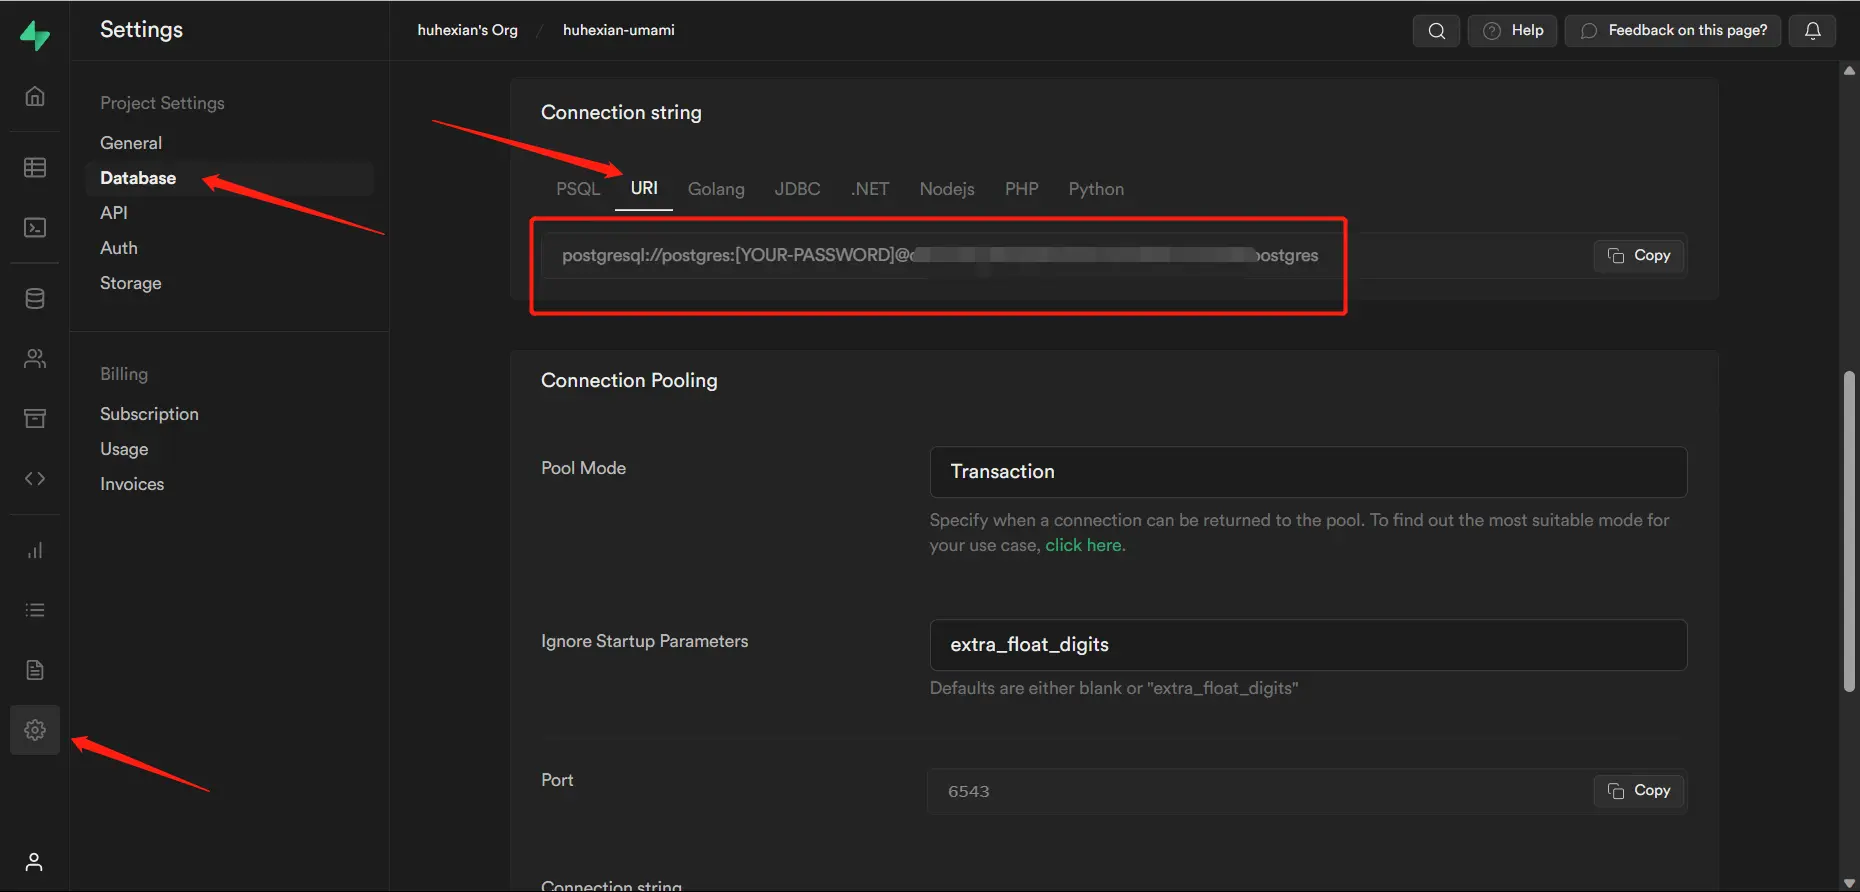 Settings
huhexian's Org / huhexian-umami
Help
Feedback on this page?
Project Settings
General
Database
API
Auth
Storage
Billing
Subscription
Usage
Invoices
Connection string
PSQL URI Golang JDBC .NET Nodejs PHP Python
postgresql://postgres:[YOUR-PASSWORD]@ postgres
Copy
Connection Pooling
Pool Mode
Transaction
Specify when a connection can be returned to the pool. To find out the most suitable mode for
your use case, click here.
Ignore Startup Parameters
extra_float_digits
Defaults are either blank or "extra_float_digits"
Port
6543
Copy
Connection string